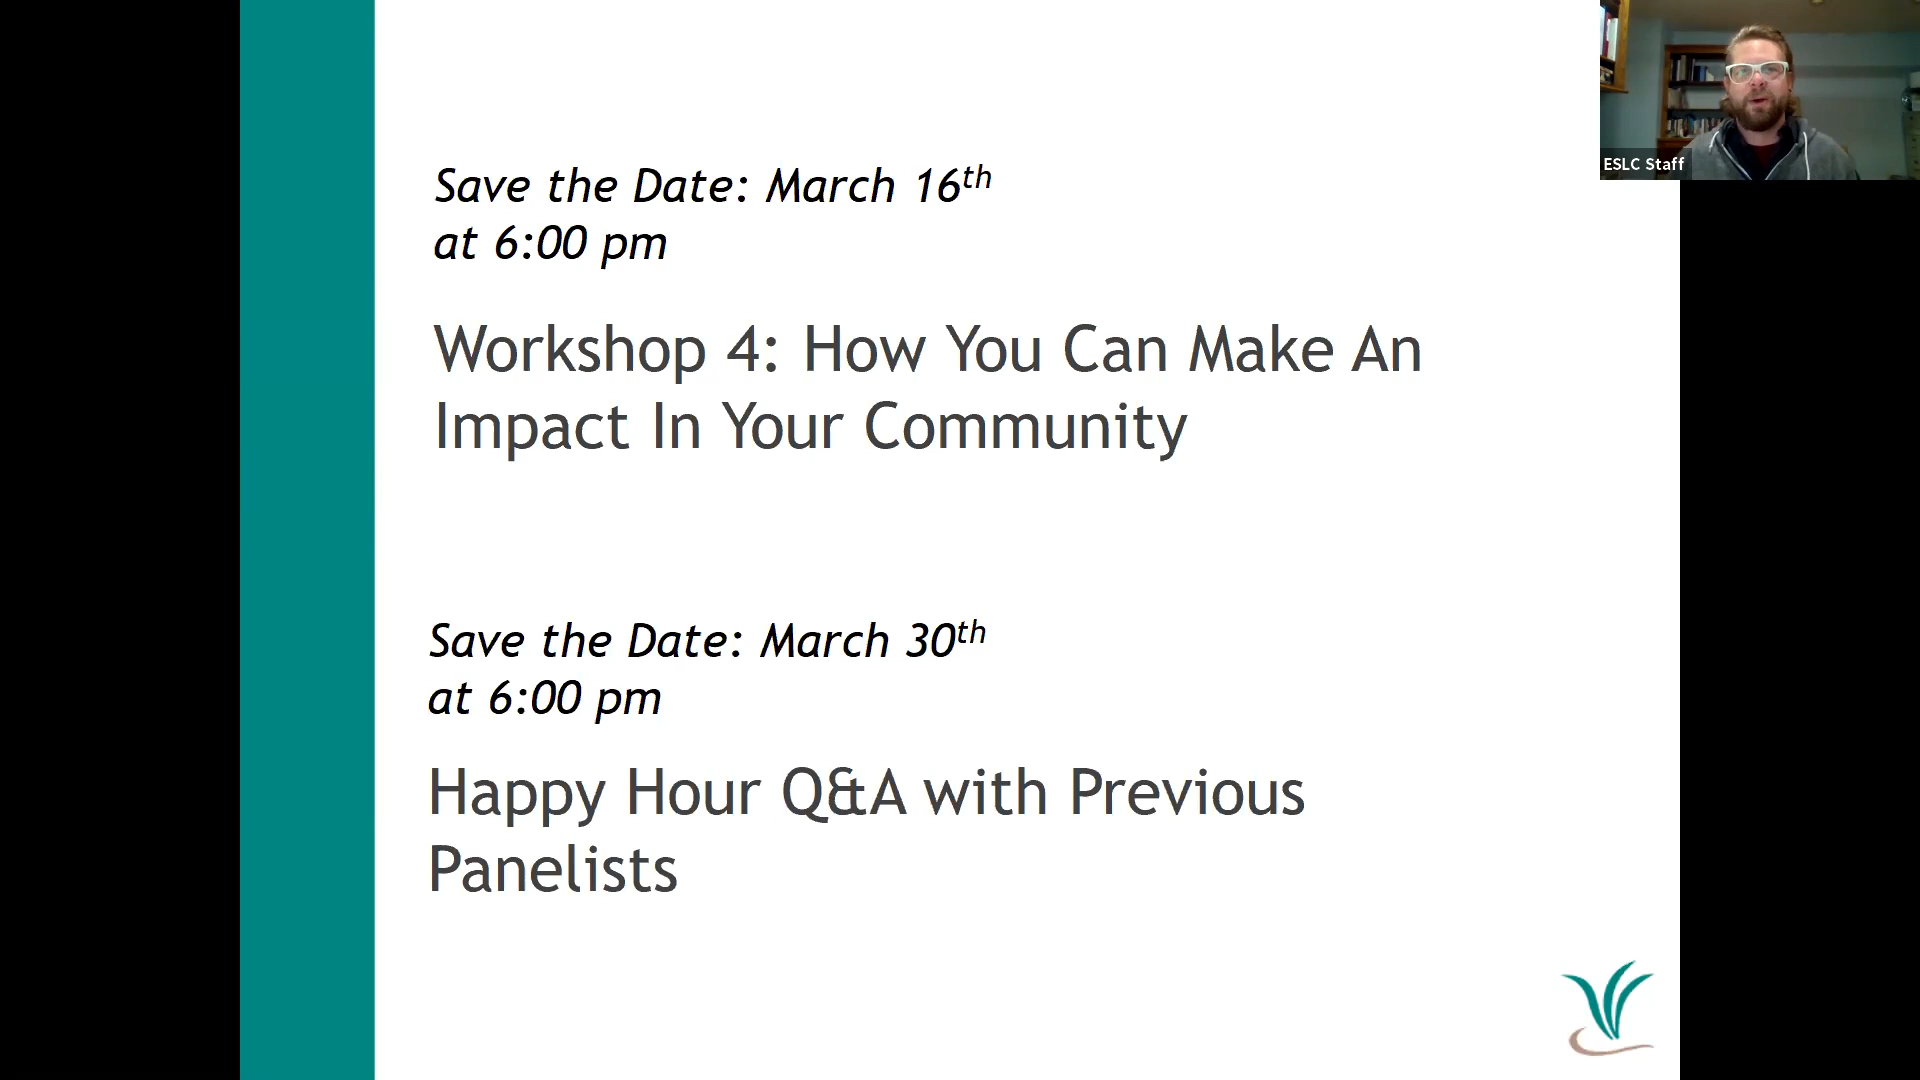 Save the Date: March 16th
at 6:00 pm
Workshop 4: How You Can Make An
Impact In Your Community
Save the Date: March 30th
at 6:00 pm
Happy Hour Q&A with Previous
Panelists
ESLC Staff